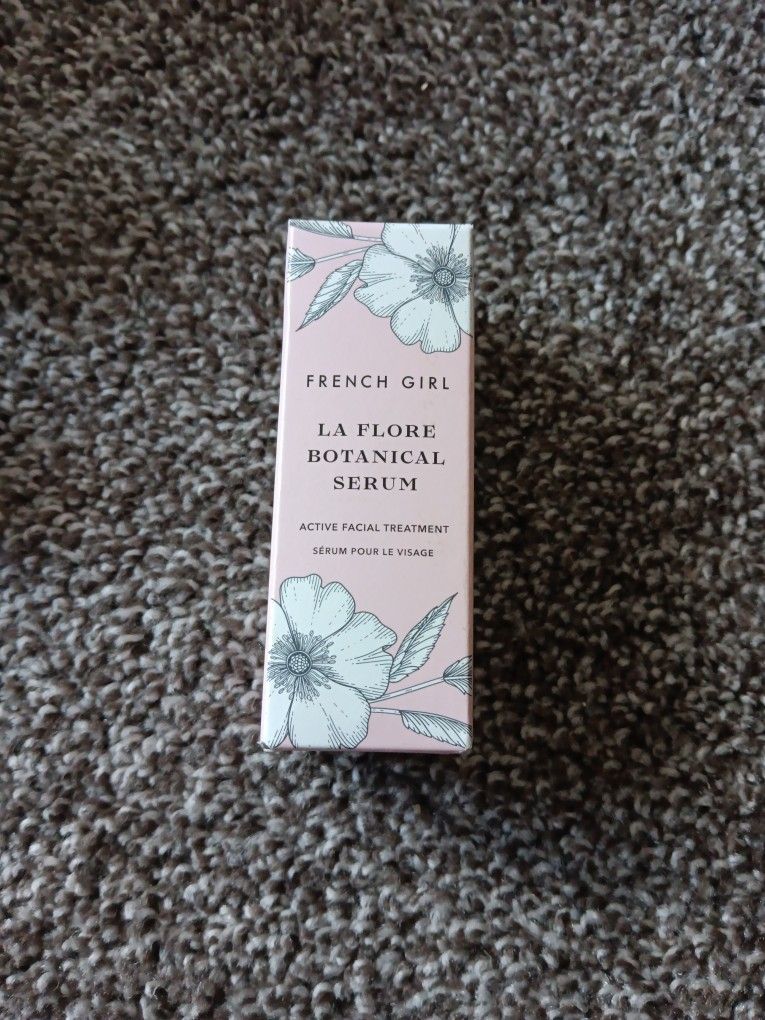 FRENCH GIRL
LA FLORE
BOTANICAL
SERUM
ACTIVE FACIAL TREATMENT
SÉRUM POUR LE VISAGE